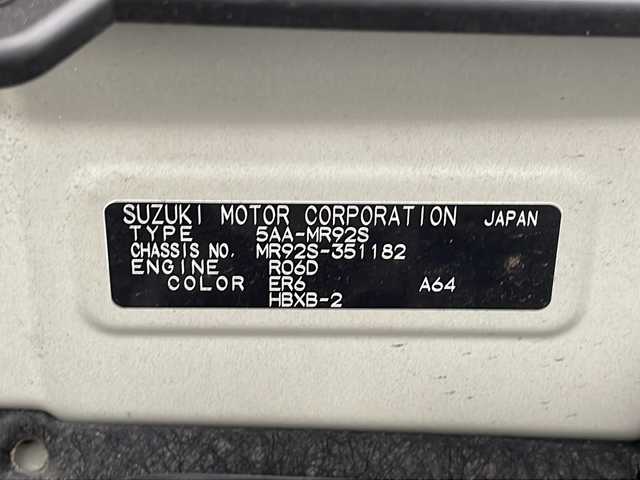 SUZUKI MOTOR CORPORATION JAPAN
TYPE 5AA-MR92S
CHASSIS NO. MR92S-351182
ENGINE R06D
COLOR ER6 A64
HBXB-2